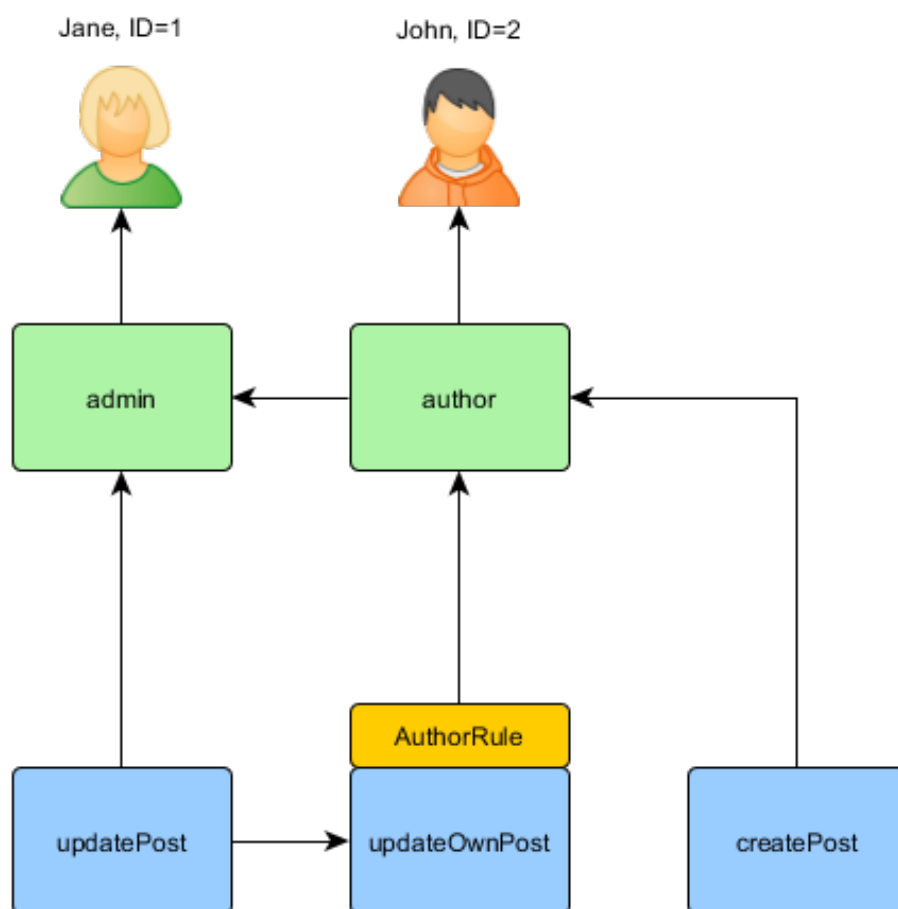 Jane, ID=1
John, ID=2
admin
author
AuthorRule
updatePost
updateOwnPost
createPost